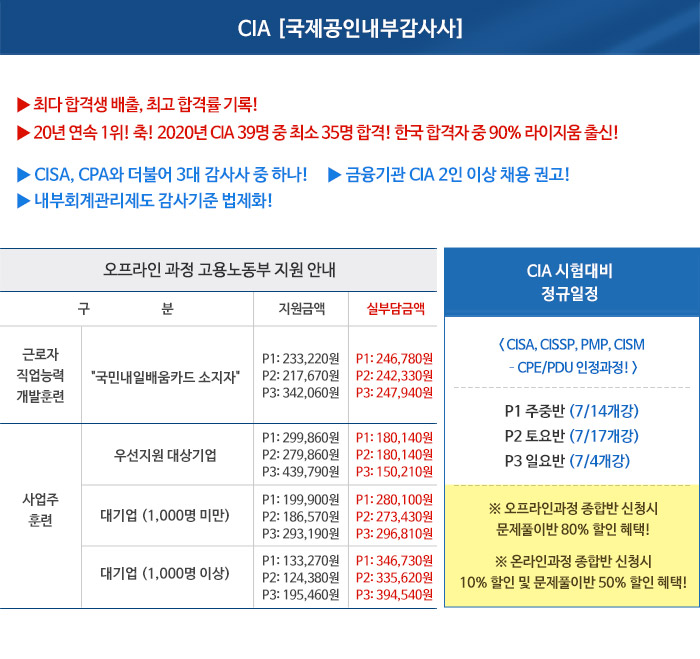 CIA [국제공인내부감사사]
▶ 최다 합격생 배출, 최고 합격률 기록!
▶ 20년 연속 1위! 축! 2020년 CIA 39명 중 최소 35명 합격! 한국 합격자 중 90% 라이지움 출신!
▶ CISA, CPA와 더불어 3대 감사사 중 하나! ▶ 금융기관 CIA 2인 이상 채용 권고!
▶ 내부회계관리제도 감사기준 법제화!
오프라인 과정 고용노동부 지원 안내
구 분 지원금액 실부담금액
근로자
직업능력
개발훈련
"국민내일배움카드 소지자"
P1: 233,220원 P1: 246,780원
P2: 217,670원 P2: 242,330원
P3: 342,060원 P3: 247,940원
사업주
훈련
우선지원 대상기업
P1: 299,860원 P1: 180,140원
P2: 279,860원 P2: 180,140원
P3: 439,790원 P3: 150,210원
대기업 (1,000명 미만)
P1: 199,900원 P1: 280,100원
P2: 186,570원 P2: 273,430원
P3: 293,190원 P3: 296,810원
대기업 (1,000명 이상)
P1: 133,270원 P1: 346,730원
P2: 124,380원 P2: 335,620원
P3: 195,460원 P3: 394,540원
CIA 시험대비
정규일정
< CISA, CISSP, PMP, CISM
- CPE/PDU 인정과정! >
P1 주중반 (7/14개강)
P2 토요반 (7/17개강)
P3 일요반 (7/4개강)
※ 오프라인과정 종합반 신청시
문제풀이반 80% 할인 혜택!
※ 온라인과정 종합반 신청시
10% 할인 및 문제풀이반 50% 할인 혜택!